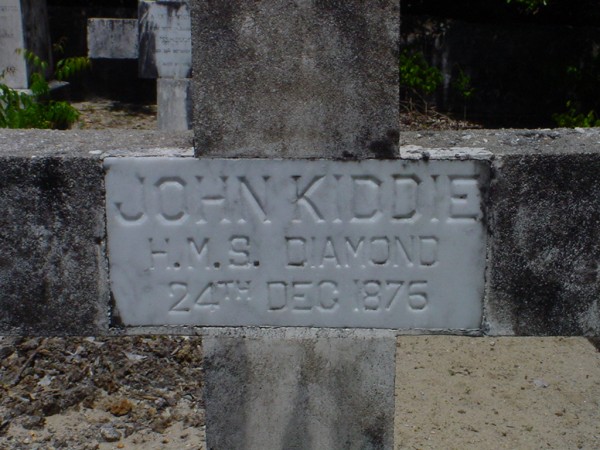 JOHN KIDDIE
H.M.S. DIAMOND
24TH DEC 1875